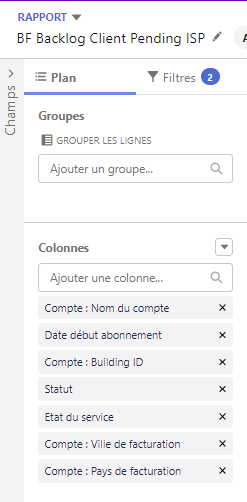 RAPPORT
BF Backlog Client Pending ISP
Champs
Plan
Filtres 2
Groupes
GROUPER LES LIGNES
Ajouter un groupe...
Colonnes
Ajouter une colonne...
Compte : Nom du compte
Date début abonnement
Compte : Building ID
Statut
Etat du service
Compte : Ville de facturation
Compte : Pays de facturation